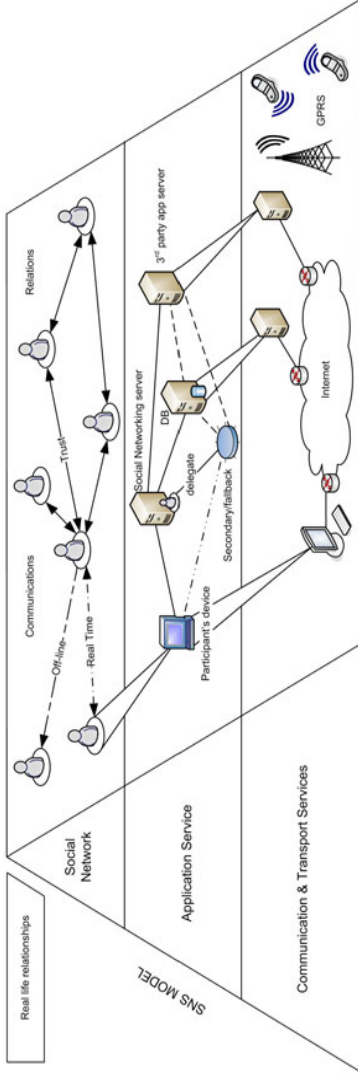 Real life relationships
SNS MODEL
Social
Network
Communications
Relations
Off-line
Real Time
Trust
Application Service
Participant's device
Social Networking server
delegate
DB
Secondary/fallback
3rd party app server
Communication & Transport Services
Internet
GPRS